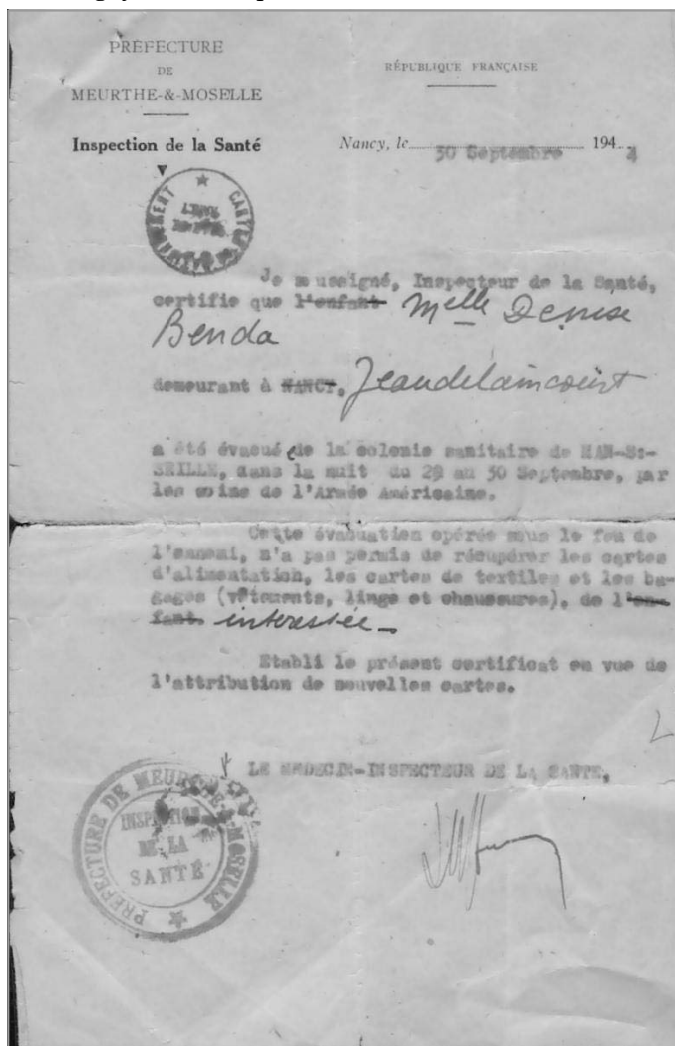 PRÉFECTURE
DE
MEURTHE-&-MOSELLE
RÉPUBLIQUE FRANÇAISE
Inspection de la Santé
Nancy, le 30 Septembre 1944
CARTES
Je soussigné, Inspecteur de la Santé,
certifie que l'enfant Melle Denise
Benda
demeurant à NANCY, Jeandelaincourt
a été évacuée de la colonie sanitaire de HAN-S:-
SEILLE, dans la nuit du 29 au 30 Septembre, par
les soins de l'Armée Américaine.
Cette évacuation opérée sous le feu de
l'ennemi, n'a pas permis de récupérer les cartes
d'alimentation, les cartes de textiles et les ba-
gages (vêtements, linge et chaussures), de l'en-
fant. intéressée
Etabli le présent certificat en vue de
l'attribution de nouvelles cartes.
LE MEDECIN-INSPECTEUR DE LA SANTE,
PRÉFECTURE DE MEURTHE-&-MOSELLE
INSPECTION
DE LA
SANTÉ